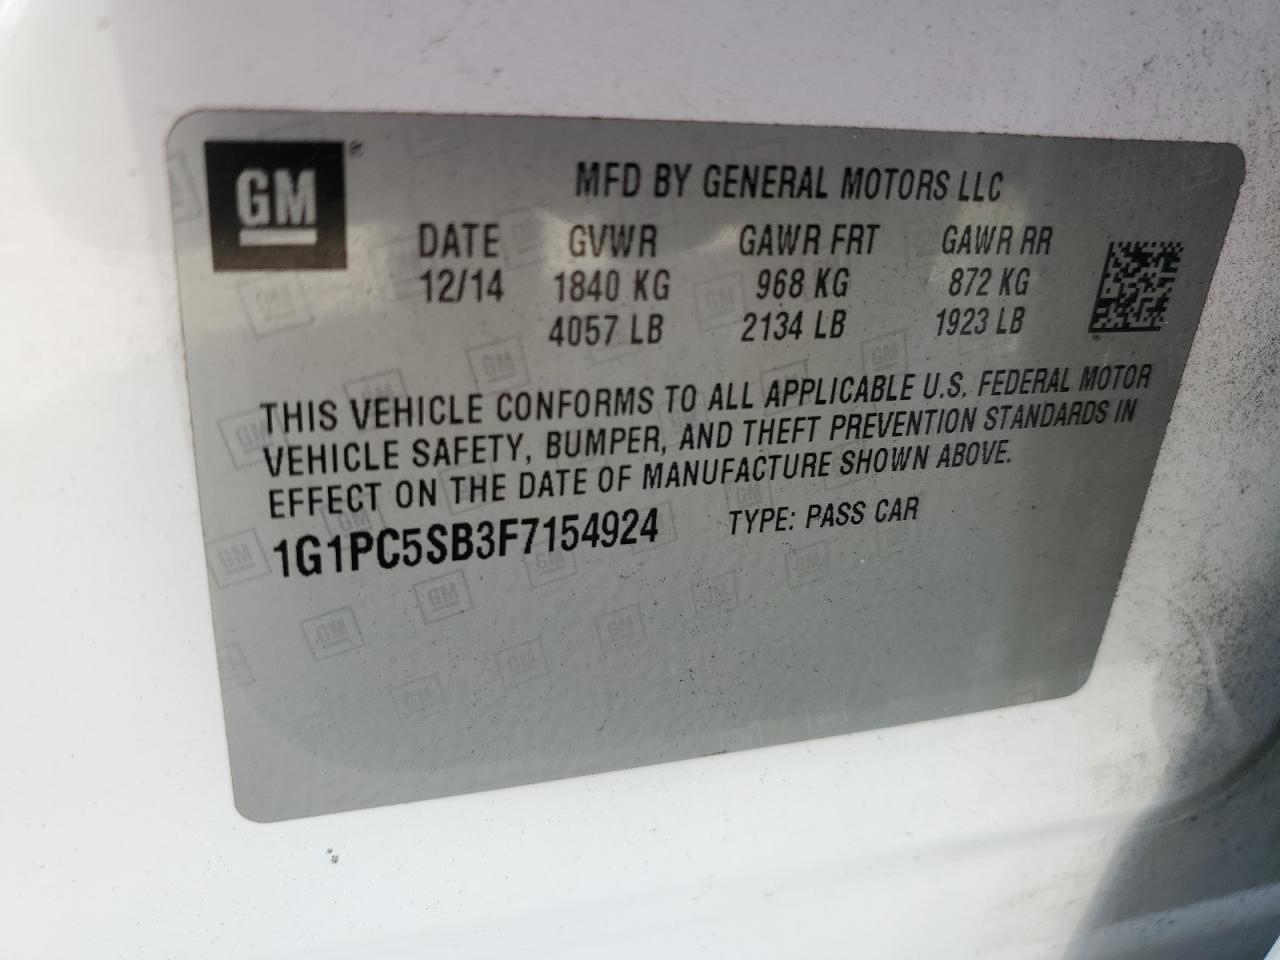 GM®
MFD BY GENERAL MOTORS LLC
DATE GVWR GAWR FRT GAWR RR
12/14 1840 KG 968 KG 872 KG
4057 LB 2134 LB 1923 LB
THIS VEHICLE CONFORMS TO ALL APPLICABLE U.S. FEDERAL MOTOR
VEHICLE SAFETY, BUMPER, AND THEFT PREVENTION STANDARDS IN
EFFECT ON THE DATE OF MANUFACTURE SHOWN ABOVE.
1G1PC5SB3F7154924 TYPE: PASS CAR